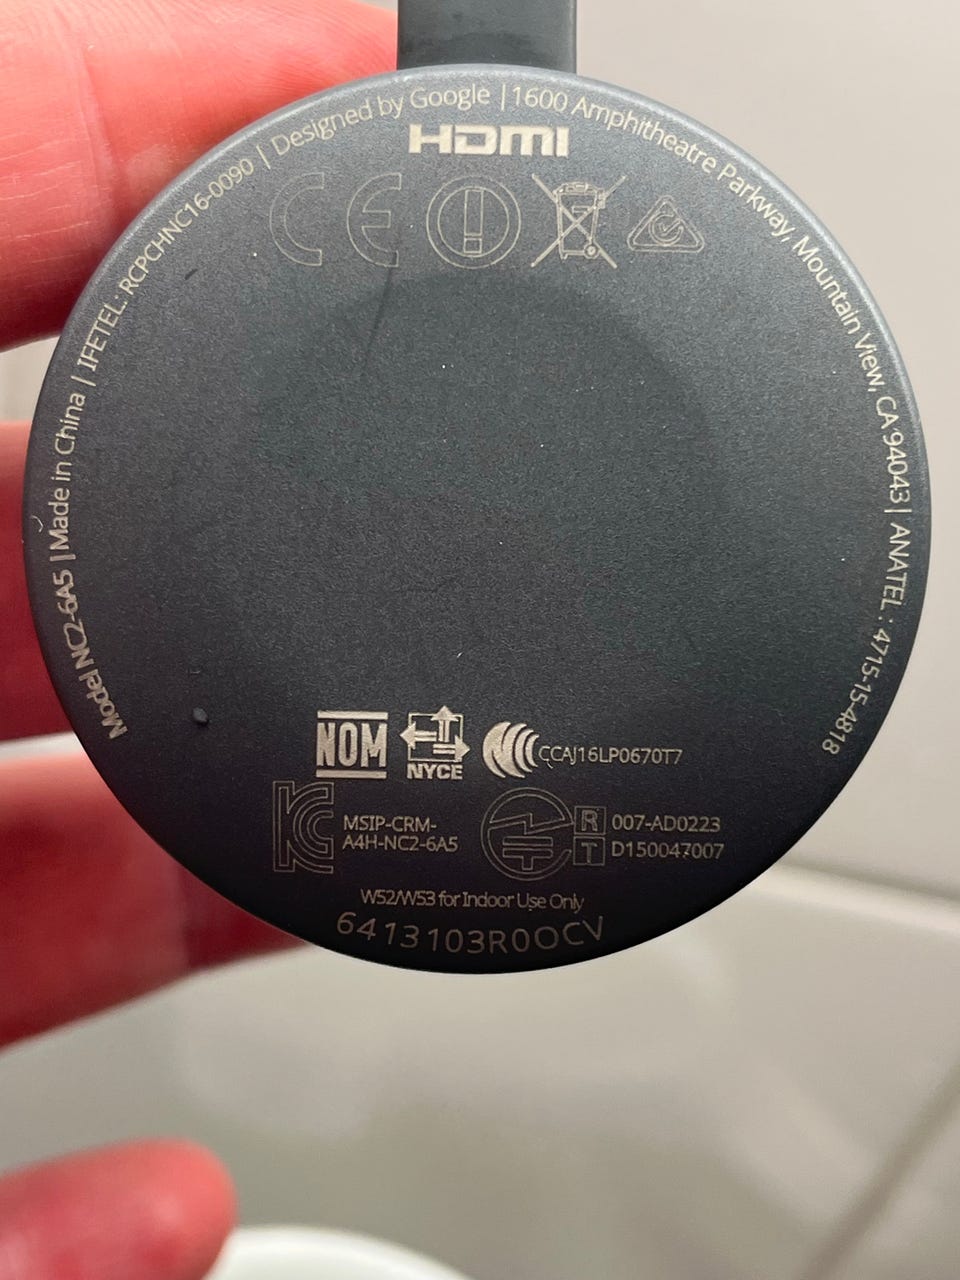 Model NC2-6A5 | Made in China | IFETEL: RCPCHNC16-0090 | Designed by Google | 1600 Amphitheatre Parkway, Mountain View, CA 94043 | ANATEL : 4715-15-4818
HDMI
CE
NOM
NYCE
CCAJ16LP0670T7
MSIP-CRM-
A4H-NC2-6A5
R 007-AD0223
T D150047007
W52/W53 for Indoor Use Only
6413103R0OCV